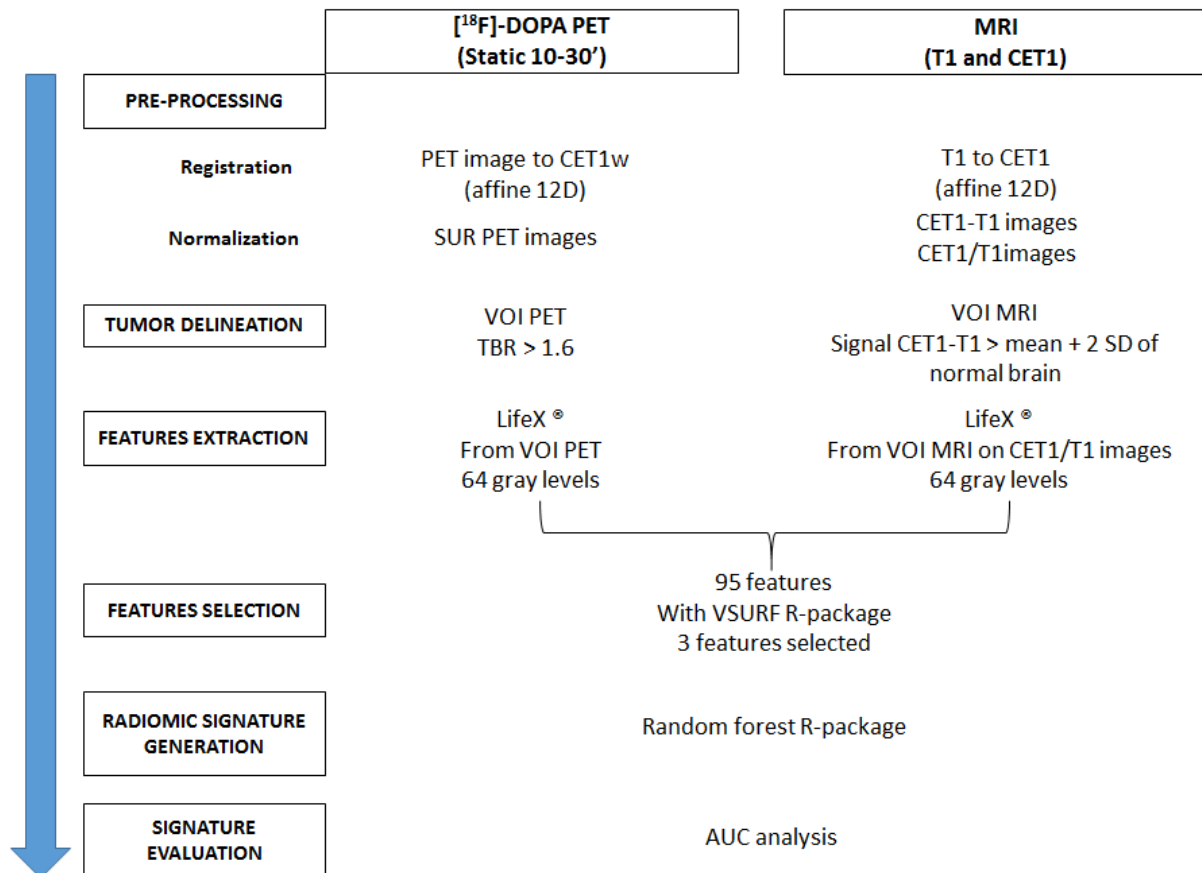 [¹⁸F]-DOPA PET
(Static 10-30')
MRI
(T1 and CET1)
PRE-PROCESSING
Registration
PET image to CET1w
(affine 12D)
T1 to CET1
(affine 12D)
Normalization
SUR PET images
CET1-T1 images
CET1/T1images
TUMOR DELINEATION
VOI PET
TBR > 1.6
VOI MRI
Signal CET1-T1 > mean + 2 SD of
normal brain
FEATURES EXTRACTION
LifeX ®
From VOI PET
64 gray levels
LifeX ®
From VOI MRI on CET1/T1 images
64 gray levels
FEATURES SELECTION
95 features
With VSURF R-package
3 features selected
RADIOMIC SIGNATURE
GENERATION
Random forest R-package
SIGNATURE
EVALUATION
AUC analysis